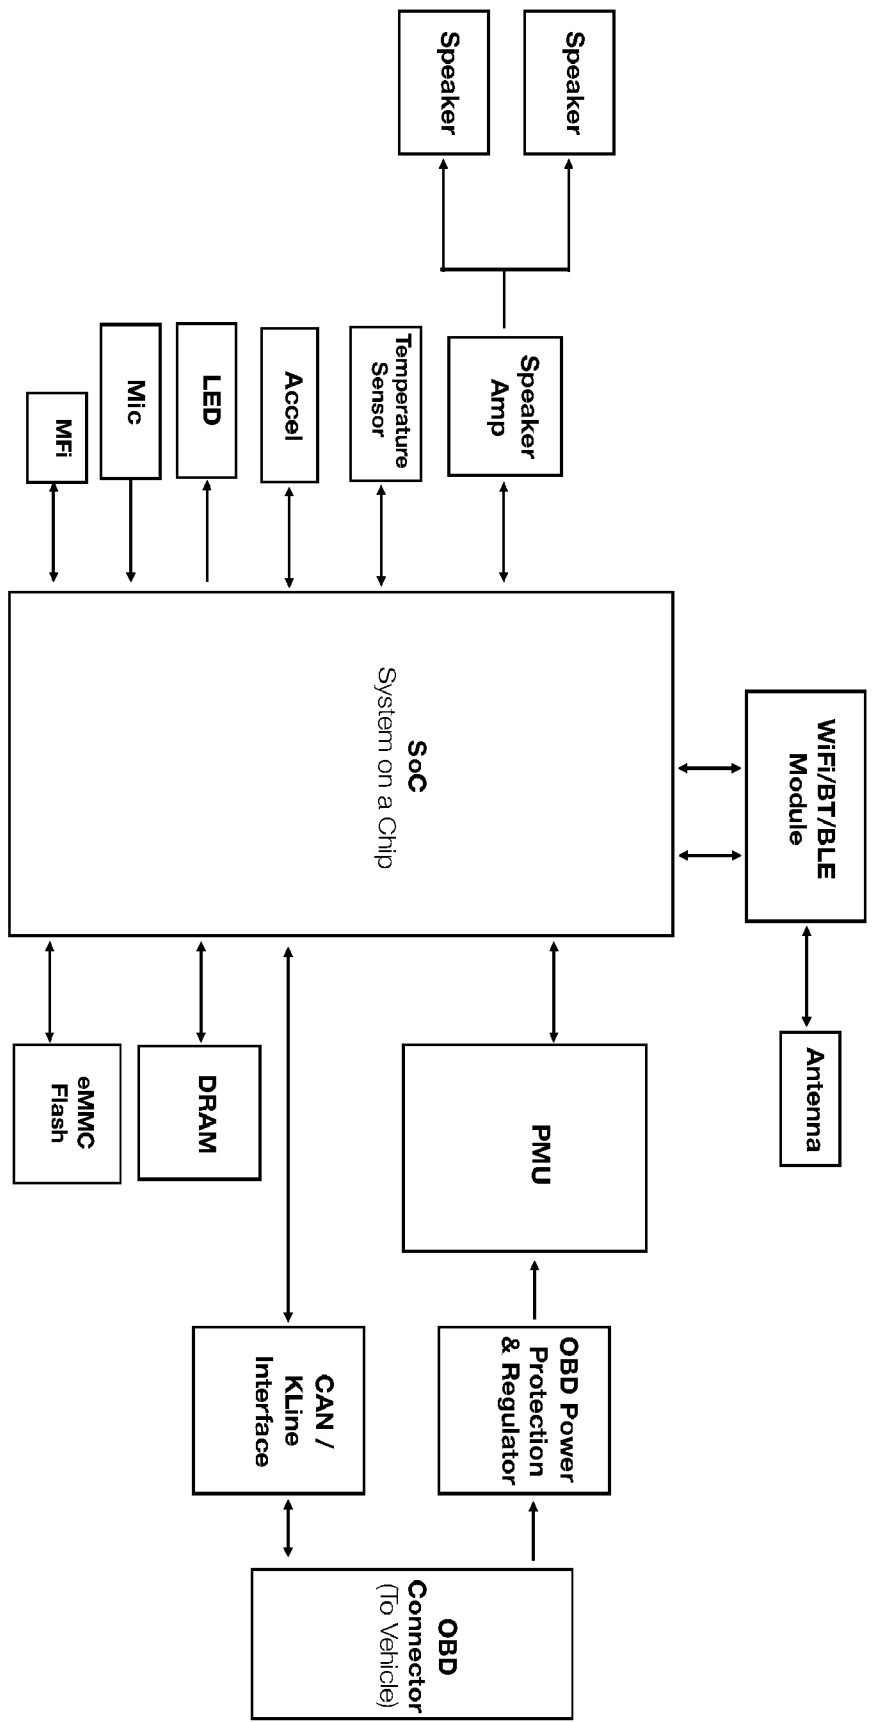 Speaker
Speaker
Speaker
Amp
Temperature
Sensor
Accel
LED
Mic
MFi
WiFi/BT/BLE
Module
Antenna
SoC
System on a Chip
PMU
OBD Power
Protection
& Regulator
OBD
Connector
(To Vehicle)
CAN /
KLine
Interface
DRAM
eMMC
Flash